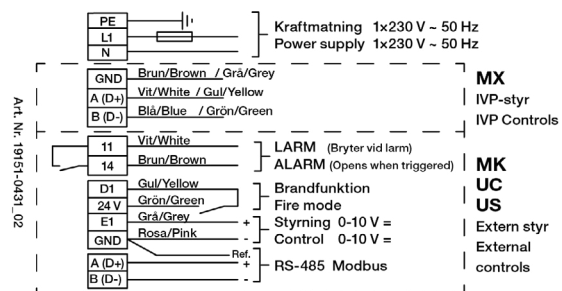 PE
L1
N
Kraftmatning 1×230 V ~ 50 Hz
Power supply 1×230 V ~ 50 Hz
GND Brun/Brown / Grå/Grey
A (D+) Vit/White / Gul/Yellow
B (D-) Blå/Blue / Grön/Green
MX
IVP-styr
IVP Controls
11 Vit/White
14 Brun/Brown
LARM (Bryter vid larm)
ALARM (Opens when triggered)
D1 Gul/Yellow
24 V Grön/Green
Brandfunktion
Fire mode
E1 Grå/Grey +
GND Rosa/Pink -
Styrning 0-10 V =
Control 0-10 V =
Ref.
A (D+) +
B (D-) -
RS-485 Modbus
MK
UC
US
Extern styr
External
controls
Art. Nr. 19151-0431_02